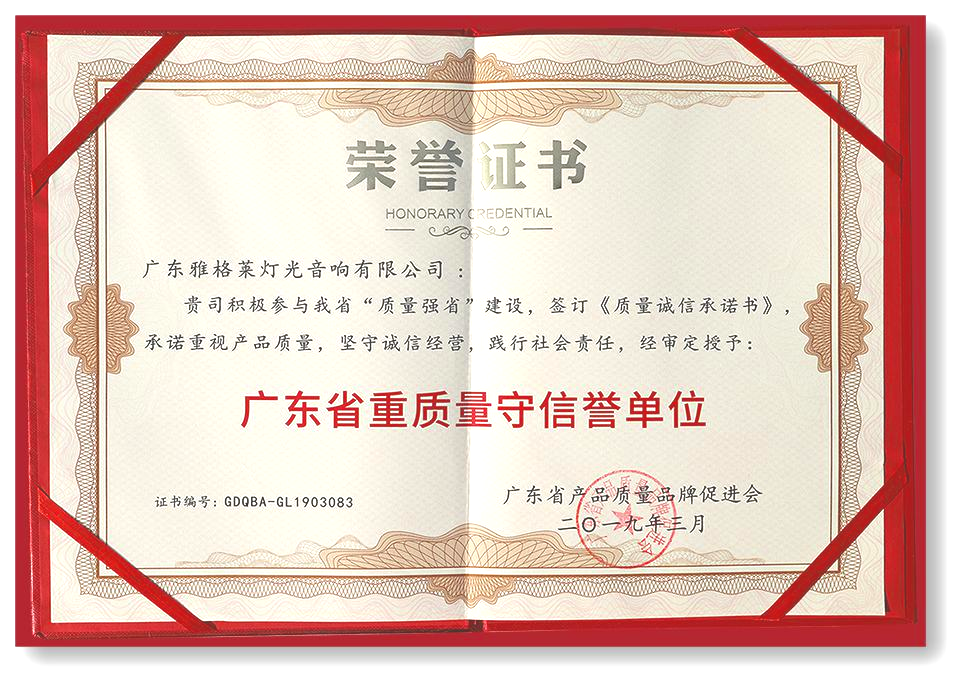 荣誉证书
HONORARY CREDENTIAL
广东雅格莱灯光音响有限公司：
贵司积极参与我省“质量强省”建设，签订《质量诚信承诺书》，
承诺重视产品质量，坚守诚信经营，践行社会责任，经审定授予：
广东省重质量守信誉单位
证书编号：GDQBA-GL1903083
广东省产品质量品牌促进会
二〇一九年三月